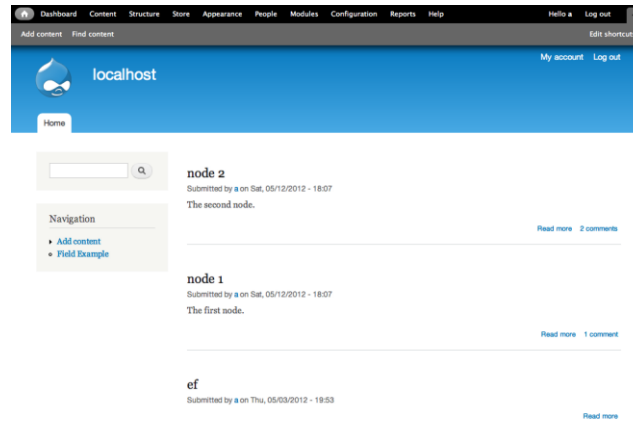 Dashboard Content Structure Store Appearance People Modules Configuration Reports Help Hello a Log out
Add content Find content Edit shortcut
My account Log out
localhost
Home
node 2
Submitted by a on Sat, 05/12/2012 - 18:07
The second node.
Read more 2 comments
Navigation
Add content
Field Example
node 1
Submitted by a on Sat, 05/12/2012 - 18:07
The first node.
Read more 1 comment
ef
Submitted by a on Thu, 05/03/2012 - 19:53
Read more